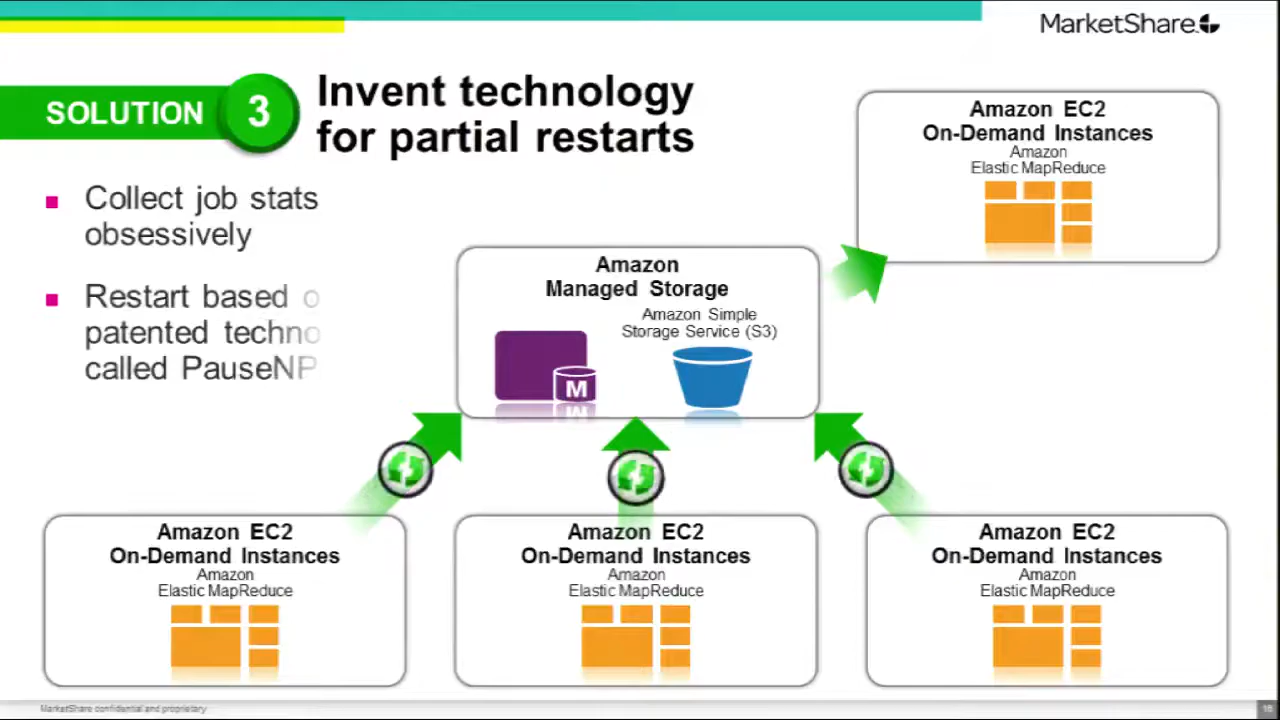 MarketShare
SOLUTION 3
Invent technology
for partial restarts
Collect job stats
obsessively
Restart based o
patented techno
called PauseNP
Amazon EC2
On-Demand Instances
Amazon
Elastic MapReduce
Amazon
Managed Storage
Amazon Simple
Storage Service (S3)
M
Amazon EC2
On-Demand Instances
Amazon
Elastic MapReduce
Amazon EC2
On-Demand Instances
Amazon
Elastic MapReduce
Amazon EC2
On-Demand Instances
Amazon
Elastic MapReduce
MarketShare confidential and proprietary